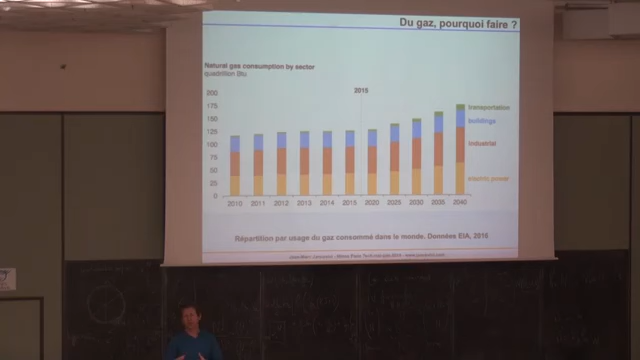 Du gaz, pourquoi faire ?
Natural gas consumption by sector
quadrillion Btu
2015
200
175
150
125
100
75
50
25
0
transportation
buildings
industrial
electric power
2010 2011 2012 2013 2014 2015 2020 2025 2030 2035 2040
Répartition par usage du gaz consommé dans le monde. Données EIA, 2016